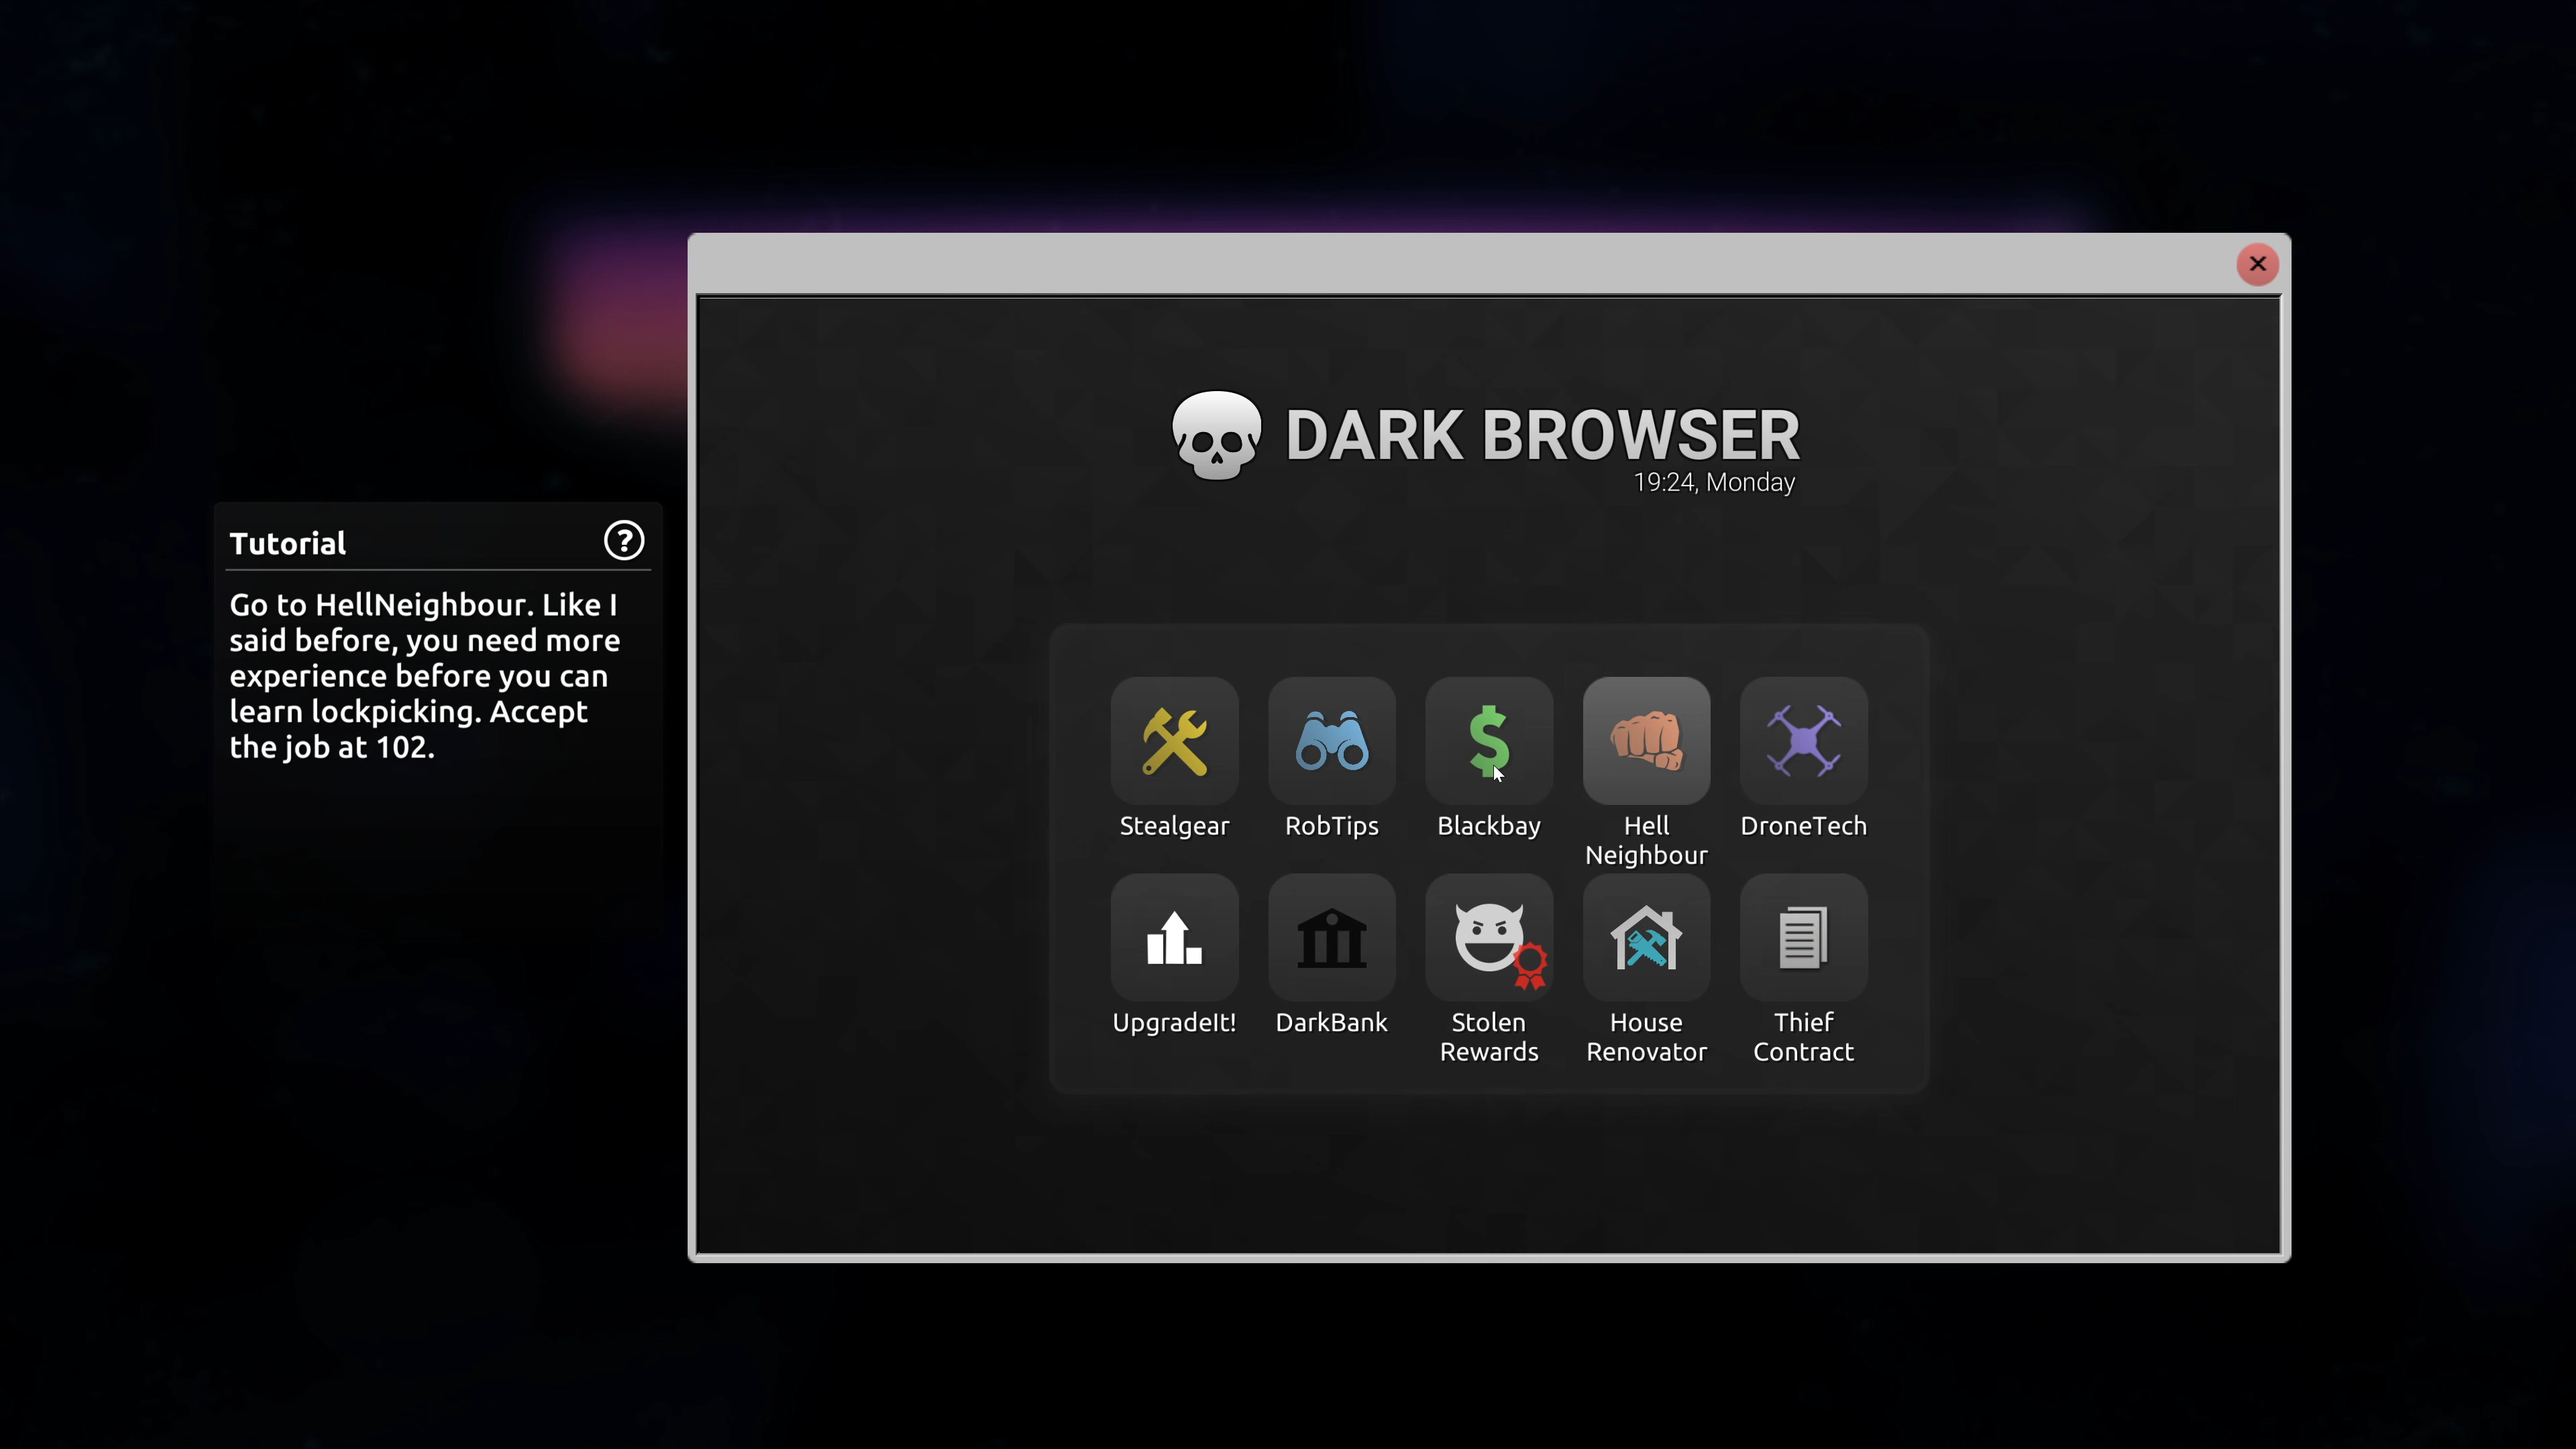 DARK BROWSER
19:24, Monday
Tutorial
Go to HellNeighbour. Like I
said before, you need more
experience before you can
learn lockpicking. Accept
the job at 102.
Stealgear
RobTips
Blackbay
Hell
Neighbour
DroneTech
UpgradeIt!
DarkBank
Stolen
Rewards
House
Renovator
Thief
Contract